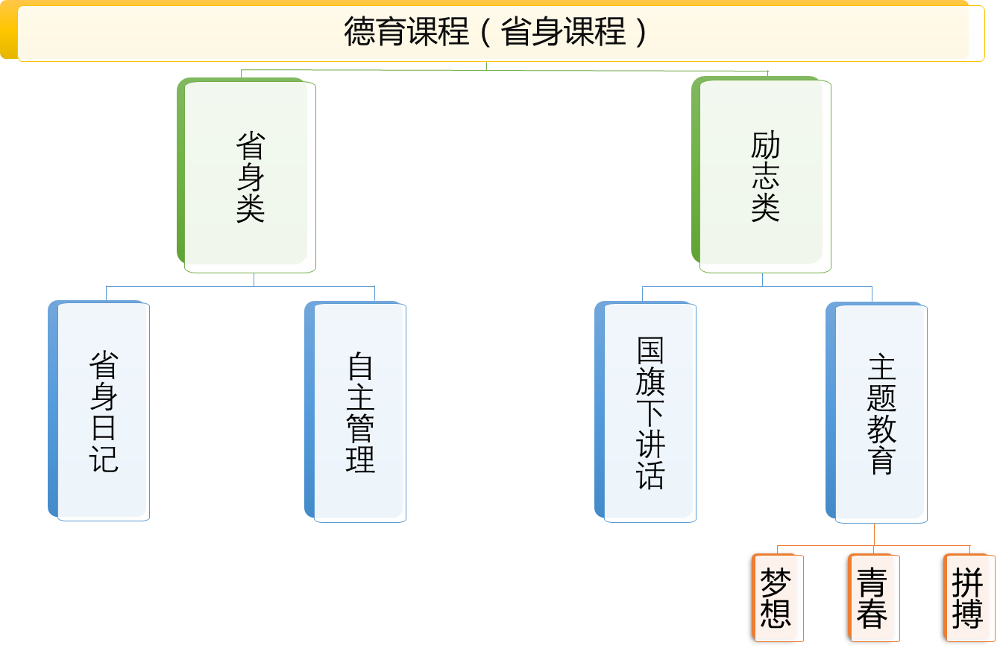 德育课程（省身课程）
省身类
励志类
省身日记
自主管理
国旗下讲话
主题教育
梦想
青春
拼搏